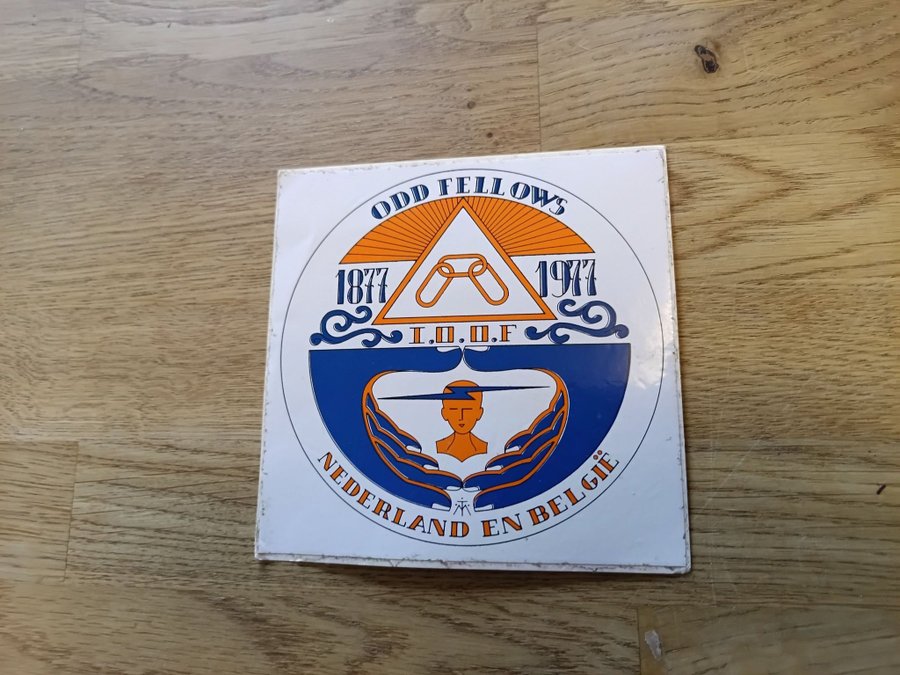 ODD FELLOWS
1877 1977
I.O.O.F
NEDERLAND EN BELGIË